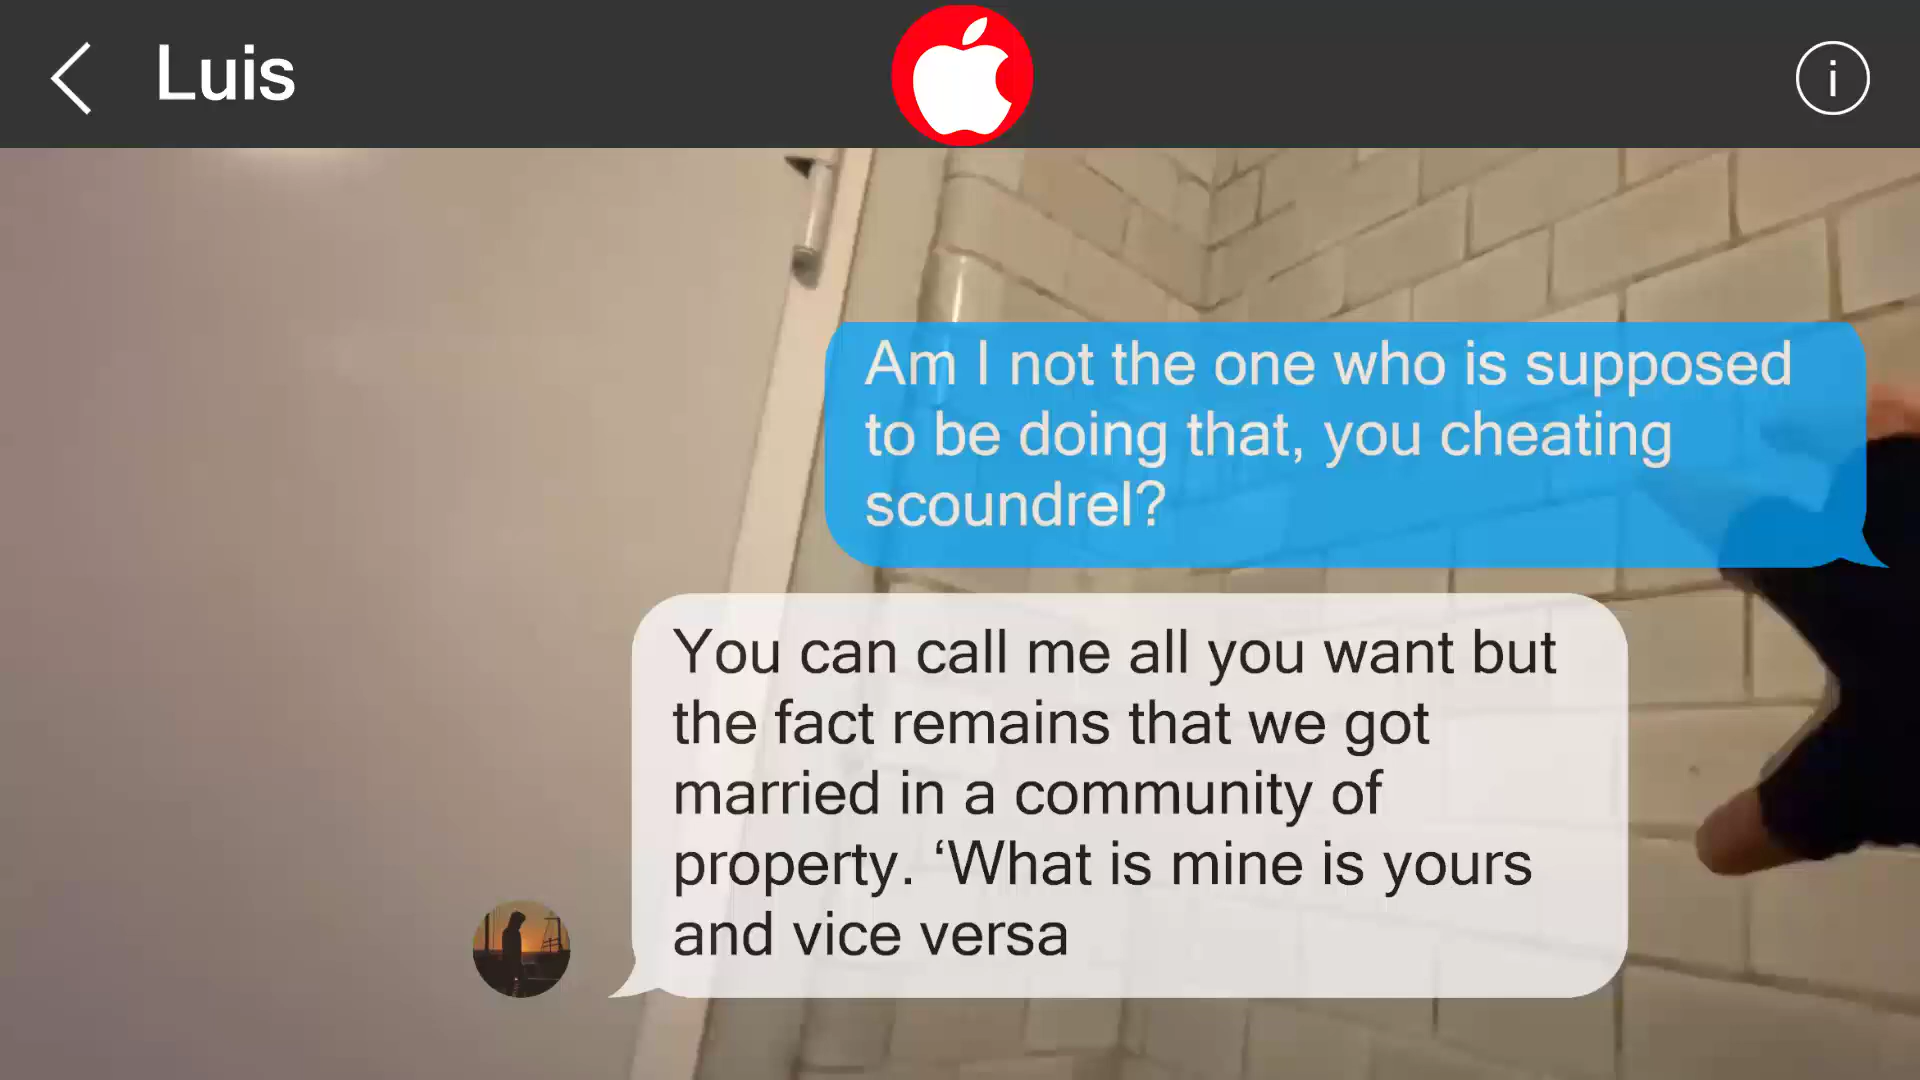 Luis
i
Am I not the one who is supposed
to be doing that, you cheating
scoundrel?
You can call me all you want but
the fact remains that we got
married in a community of
property. ‘What is mine is yours
and vice versa